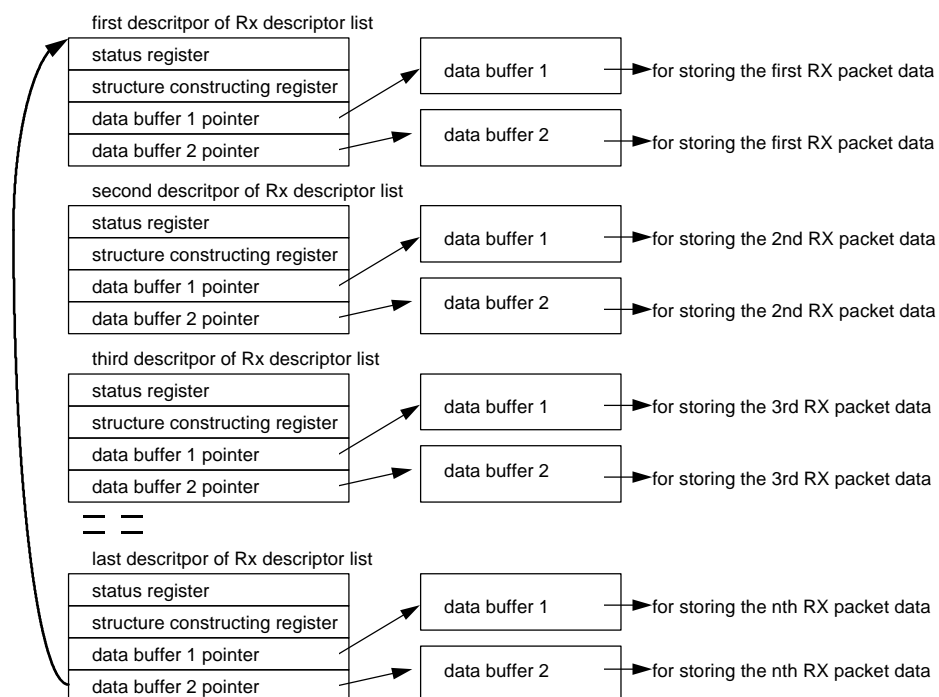 first descritpor of Rx descriptor list
status register
structure constructing register
data buffer 1 pointer
data buffer 2 pointer
data buffer 1
for storing the first RX packet data
data buffer 2
for storing the first RX packet data
second descritpor of Rx descriptor list
status register
structure constructing register
data buffer 1 pointer
data buffer 2 pointer
data buffer 1
for storing the 2nd RX packet data
data buffer 2
for storing the 2nd RX packet data
third descritpor of Rx descriptor list
status register
structure constructing register
data buffer 1 pointer
data buffer 2 pointer
data buffer 1
for storing the 3rd RX packet data
data buffer 2
for storing the 3rd RX packet data
last descritpor of Rx descriptor list
status register
structure constructing register
data buffer 1 pointer
data buffer 2 pointer
data buffer 1
for storing the nth RX packet data
data buffer 2
for storing the nth RX packet data